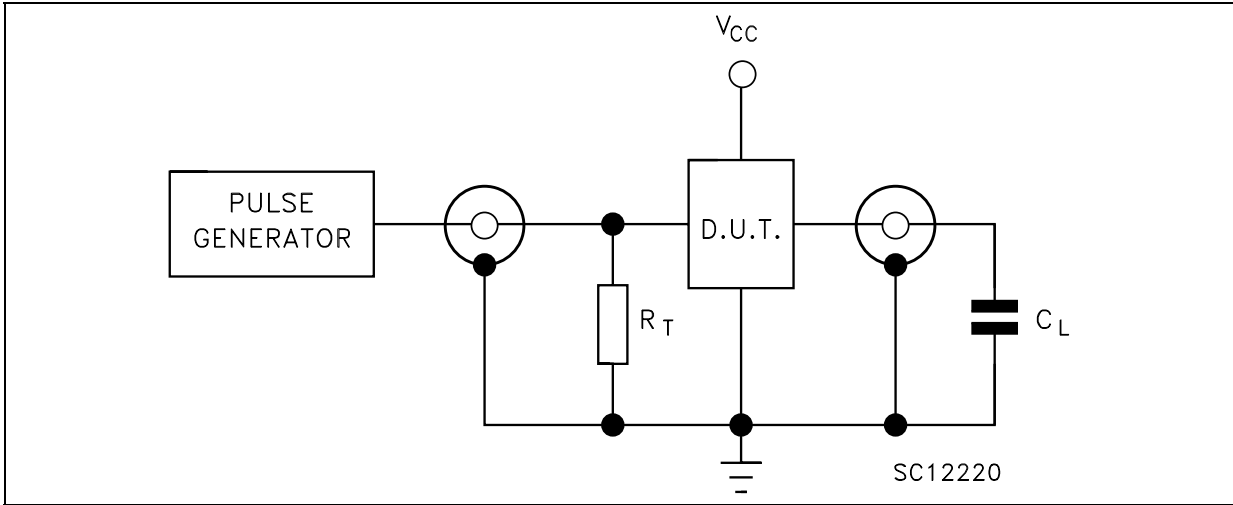 VCC
PULSE
GENERATOR
D.U.T.
RT
CL
SC12220